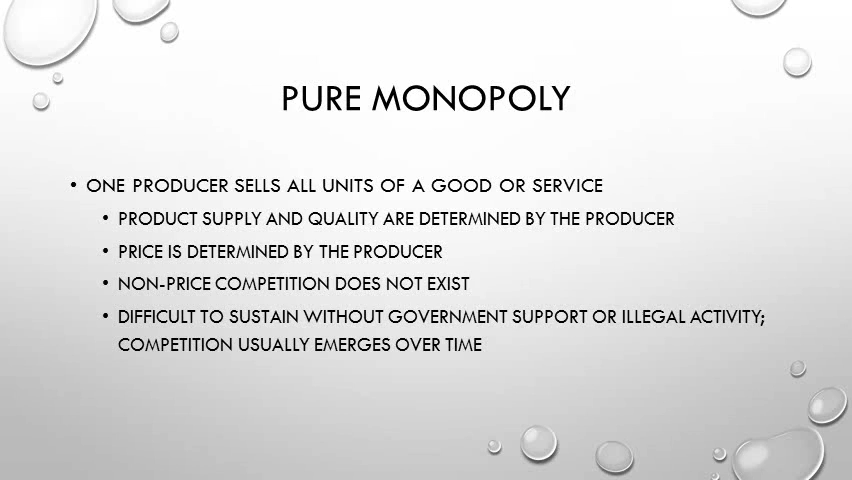 PURE MONOPOLY
• ONE PRODUCER SELLS ALL UNITS OF A GOOD OR SERVICE
• PRODUCT SUPPLY AND QUALITY ARE DETERMINED BY THE PRODUCER
• PRICE IS DETERMINED BY THE PRODUCER
• NON-PRICE COMPETITION DOES NOT EXIST
• DIFFICULT TO SUSTAIN WITHOUT GOVERNMENT SUPPORT OR ILLEGAL ACTIVITY;
COMPETITION USUALLY EMERGES OVER TIME